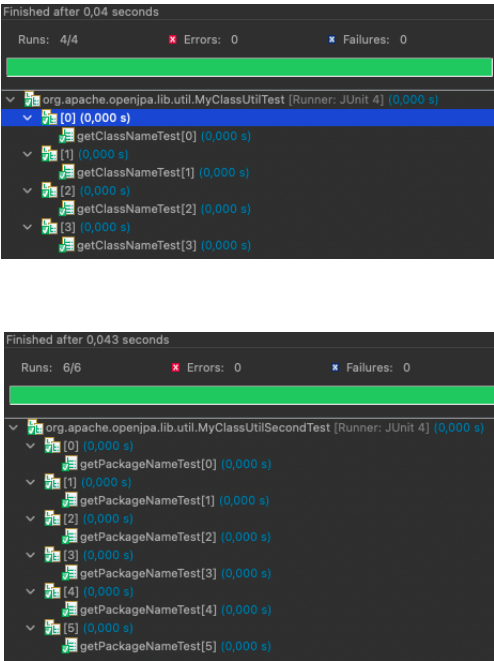 Finished after 0,04 seconds
Runs: 4/4 Errors: 0 Failures: 0
org.apache.openjpa.lib.util.MyClassUtilTest [Runner: JUnit 4] (0,000 s)
[0] (0,000 s)
getClassNameTest[0] (0,000 s)
[1] (0,000 s)
getClassNameTest[1] (0,000 s)
[2] (0,000 s)
getClassNameTest[2] (0,000 s)
[3] (0,000 s)
getClassNameTest[3] (0,000 s)
Finished after 0,043 seconds
Runs: 6/6 Errors: 0 Failures: 0
org.apache.openjpa.lib.util.MyClassUtilSecondTest [Runner: JUnit 4] (0,000 s)
[0] (0,000 s)
getPackageNameTest[0] (0,000 s)
[1] (0,000 s)
getPackageNameTest[1] (0,000 s)
[2] (0,000 s)
getPackageNameTest[2] (0,000 s)
[3] (0,000 s)
getPackageNameTest[3] (0,000 s)
[4] (0,000 s)
getPackageNameTest[4] (0,000 s)
[5] (0,000 s)
getPackageNameTest[5] (0,000 s)